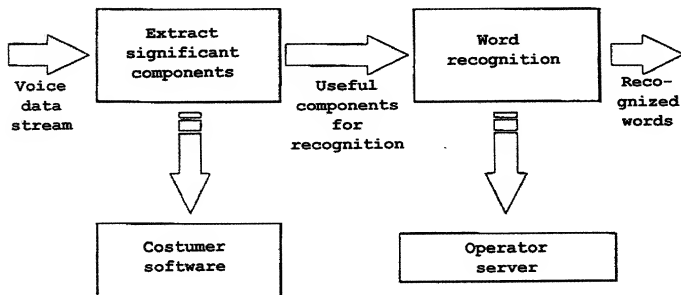 Extract
significant
components
Word
recognition
Voice
data
stream
Useful
components
for
recognition
Reco-
gnized
words
Costumer
software
Operator
server